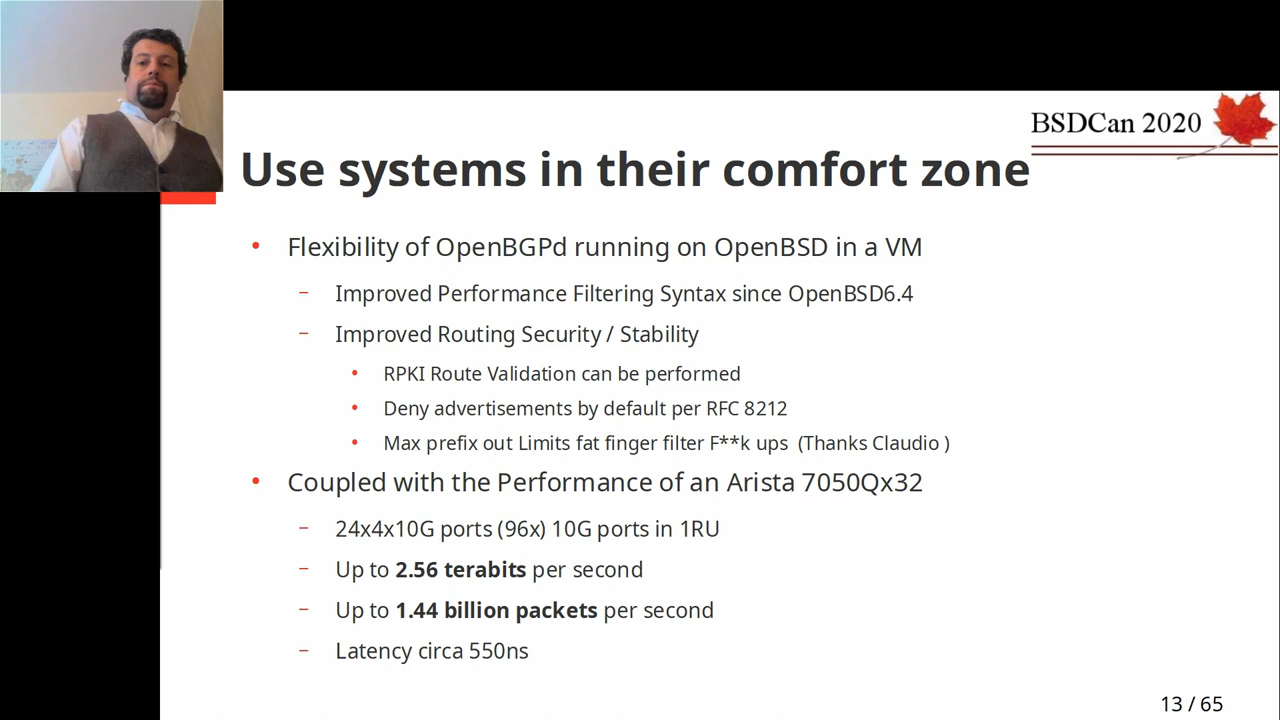 BSDCan 2020
Use systems in their comfort zone
• Flexibility of OpenBGPd running on OpenBSD in a VM
– Improved Performance Filtering Syntax since OpenBSD6.4
– Improved Routing Security / Stability
• RPKI Route Validation can be performed
• Deny advertisements by default per RFC 8212
• Max prefix out Limits fat finger filter F**k ups (Thanks Claudio )
• Coupled with the Performance of an Arista 7050Qx32
– 24x4x10G ports (96x) 10G ports in 1RU
– Up to 2.56 terabits per second
– Up to 1.44 billion packets per second
– Latency circa 550ns
13 / 65